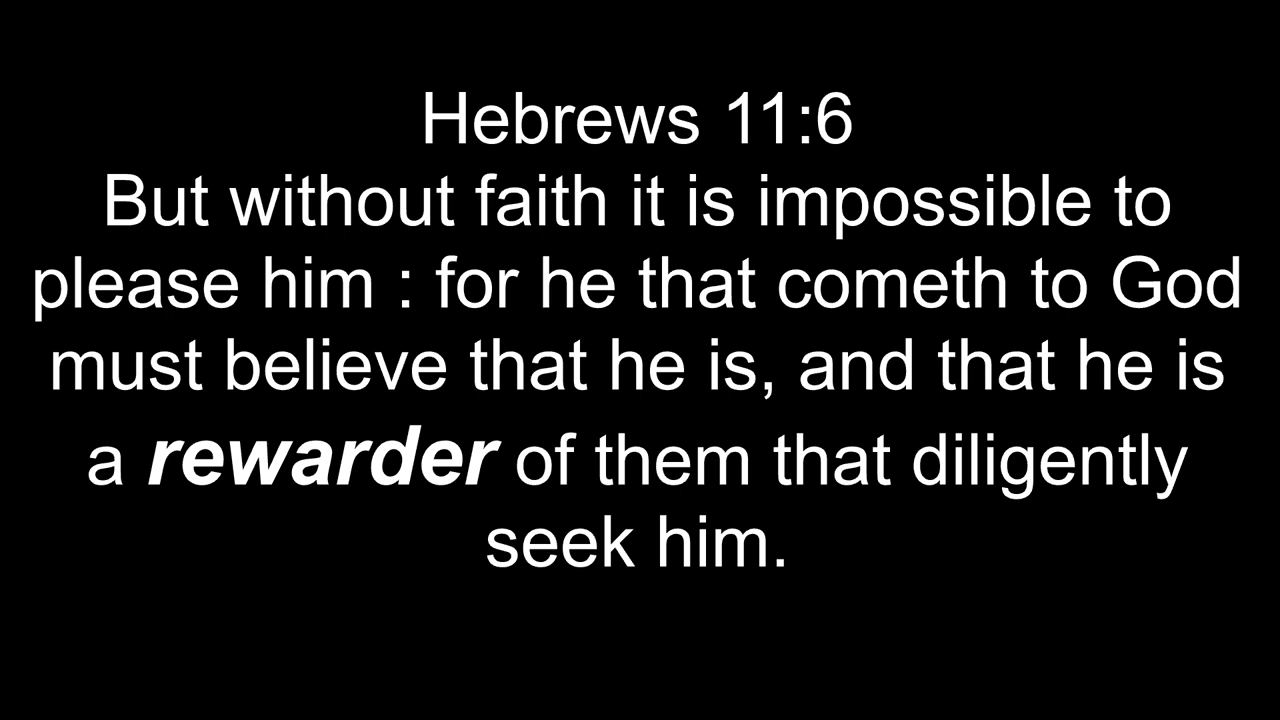 Hebrews 11:6
But without faith it is impossible to
please him : for he that cometh to God
must believe that he is, and that he is
a rewarder of them that diligently
seek him.